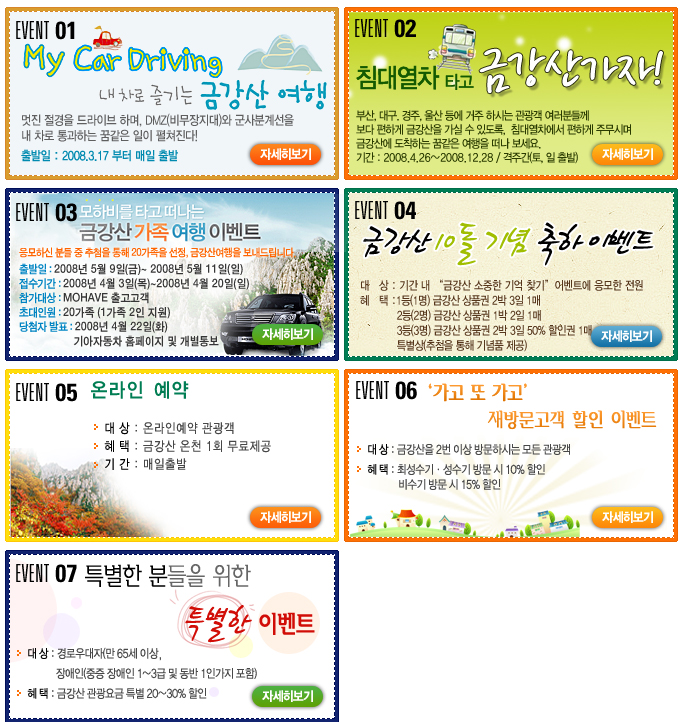 EVENT 01
My Car Driving
내 차로 즐기는 금강산 여행
멋진 절경을 드라이브 하며, DMZ(비무장지대)와 군사분계선을
내 차로 통과하는 꿈같은 일이 펼쳐진다!
출발일 : 2008.3.17 부터 매일 출발
자세히보기
EVENT 02
침대열차 타고 금강산가자!
부산, 대구, 경주, 울산 등에 거주 하시는 관광객 여러분들께
보다 편하게 금강산을 가실 수 있도록, 침대열차에서 편하게 주무시며
금강산에 도착하는 꿈같은 여행을 떠나 보세요.
기간 : 2008.4.26~2008.12.28 / 격주간(토, 일 출발)
자세히보기
EVENT 03
모하비를 타고 떠나는
금강산 가족 여행 이벤트
응모하신 분들 중 추첨을 통해 20가족을 선정, 금강산여행을 보내드립니다.
출발일 : 2008년 5월 9일(금)~ 2008년 5월 11일(일)
접수기간 : 2008년 4월 3일(목)~2008년 4월 20일(일)
참가대상 : MOHAVE 출고고객
초대인원 : 20가족 (1가족 2인 지원)
당첨자 발표 : 2008년 4월 22일(화)
기아자동차 홈페이지 및 개별통보
자세히보기
EVENT 04
금강산 10돌 기념 축하 이벤트
대 상 : 기간 내 “금강산 소중한 기억 찾기” 이벤트에 응모한 전원
혜 택 : 1등(1명) 금강산 상품권 2박 3일 1매
2등(2명) 금강산 상품권 1박 2일 1매
3등(3명) 금강산 상품권 2박 3일 50% 할인권 1매
특별상(추첨을 통해 기념품 제공)
자세히보기
EVENT 05 온라인 예약
대 상 : 온라인예약 관광객
혜 택 : 금강산 온천 1회 무료제공
기 간 : 매일출발
자세히보기
EVENT 06 ‘가고 또 가고’
재방문고객 할인 이벤트
대 상 : 금강산을 2번 이상 방문하시는 모든 관광객
혜 택 : 최성수기 · 성수기 방문 시 10% 할인
비수기 방문 시 15% 할인
자세히보기
EVENT 07 특별한 분들을 위한
특별한 이벤트
대 상 : 경로우대자(만 65세 이상,
장애인(중증 장애인 1~3급 및 동반 1인가지 포함)
혜 택 : 금강산 관광요금 특별 20~30% 할인
자세히보기